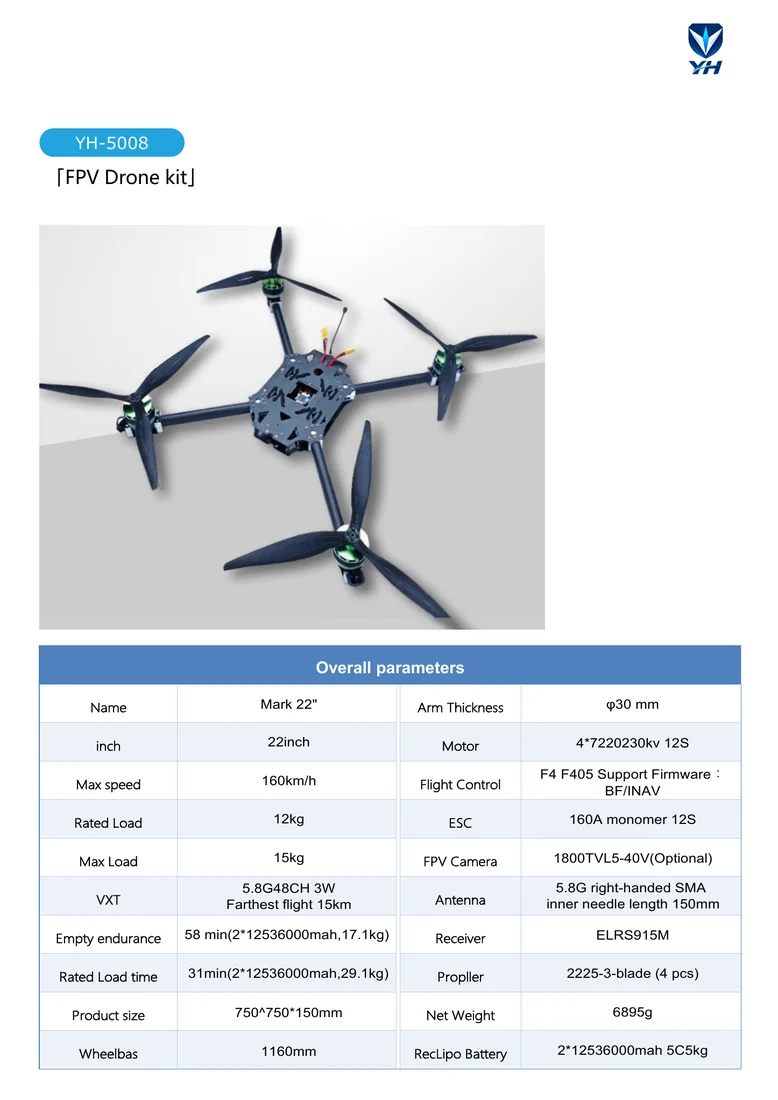 YH
YH-5008
「FPV Drone kit」
Overall parameters
Name Mark 22" Arm Thickness φ30 mm
inch 22inch Motor 4*7220230kv 12S
Max speed 160km/h Flight Control F4 F405 Support Firmware：
BF/INAV
Rated Load 12kg ESC 160A monomer 12S
Max Load 15kg FPV Camera 1800TVL5-40V(Optional)
VXT 5.8G48CH 3W
Farthest flight 15km
Antenna 5.8G right-handed SMA
inner needle length 150mm
Empty endurance 58 min(2*12536000mah,17.1kg) Receiver ELRS915M
Rated Load time 31min(2*12536000mah,29.1kg) Propller 2225-3-blade (4 pcs)
Product size 750^750*150mm Net Weight 6895g
Wheelbas 1160mm RecLipo Battery 2*12536000mah 5C5kg